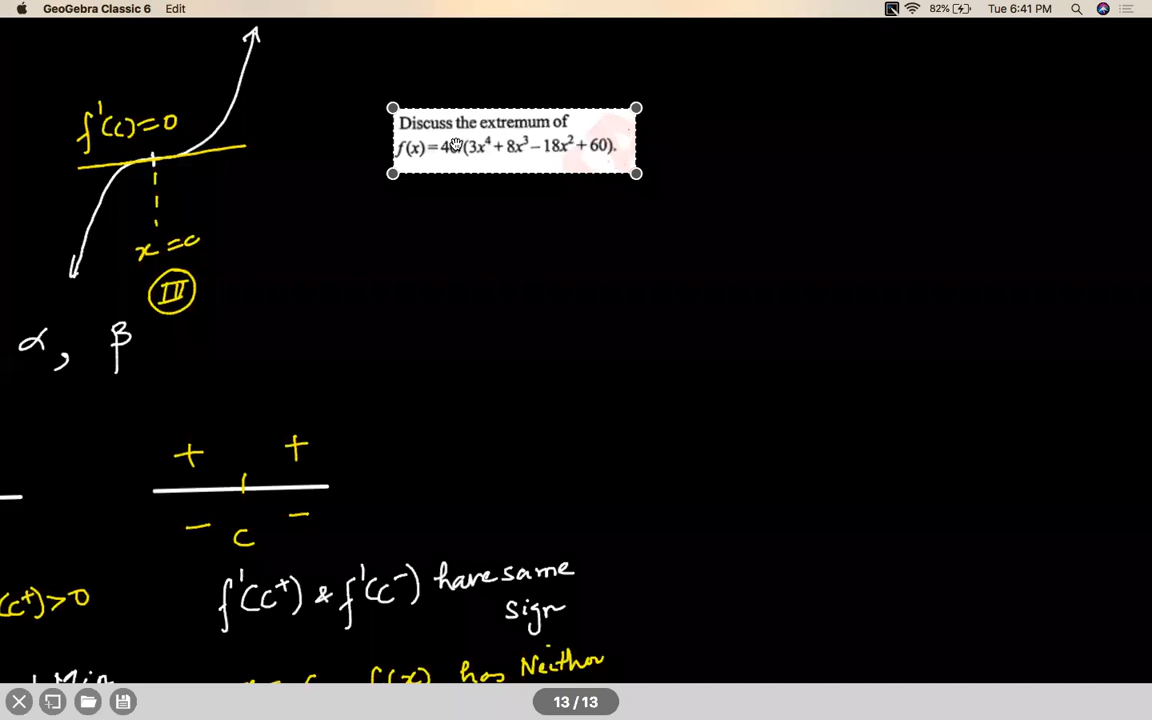 GeoGebra Classic 6 Edit 82% Tue 6:41 PM
f'(c)=0
Discuss the extremum of
f(x)=40/(3x⁴+8x³−18x²+60).
x=c
III
α, β
+ +
− c −
(c⁺)>0
f'(c⁺) & f'(c⁻) have same
sign
f(x) has Neither
13/13